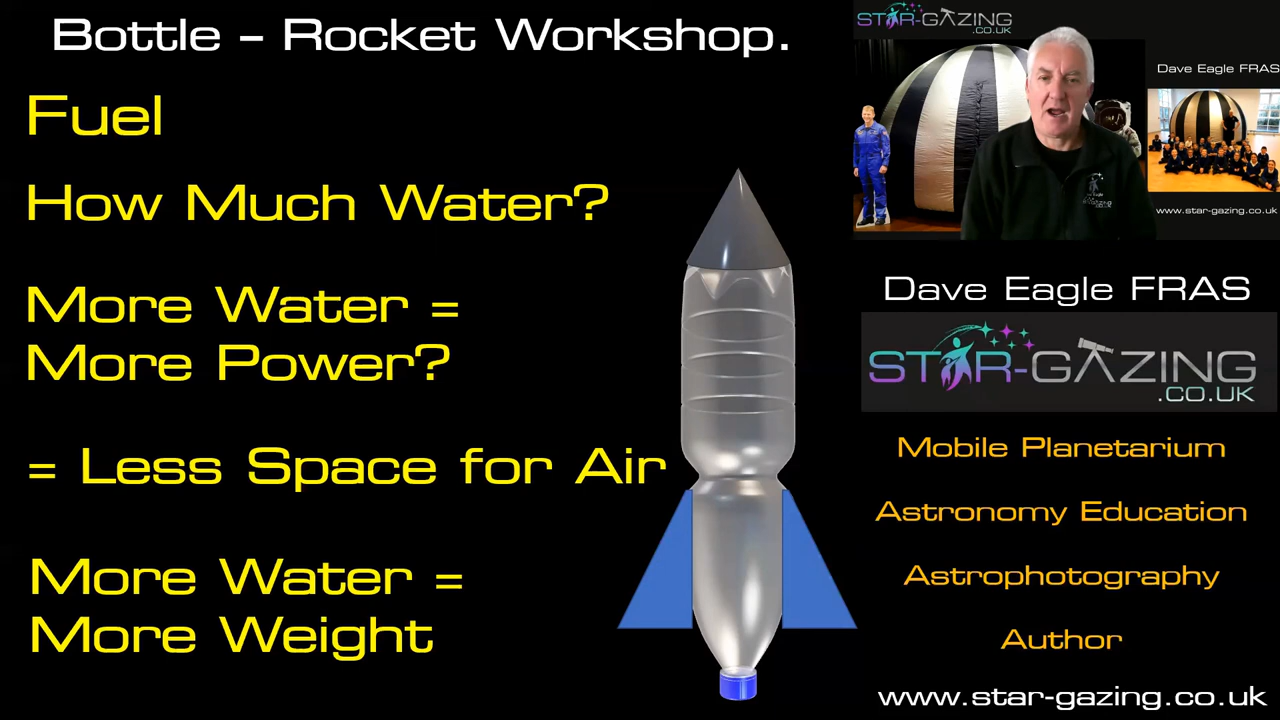 Bottle – Rocket Workshop.
Fuel
How Much Water?
More Water =
More Power?
= Less Space for Air
More Water =
More Weight
STAR-GAZING
.CO.UK
Dave Eagle FRAS
www.star-gazing.co.uk
Dave Eagle FRAS
STAR-GAZING
.CO.UK
Mobile Planetarium
Astronomy Education
Astrophotography
Author
www.star-gazing.co.uk